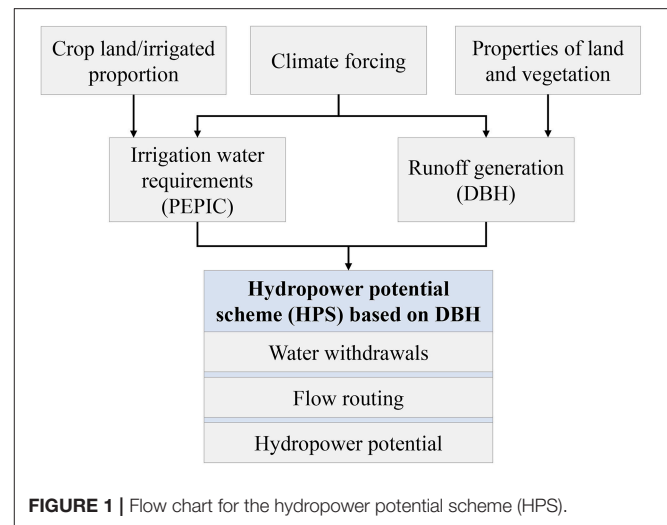 Crop land/irrigated
proportion
Climate forcing
Properties of land
and vegetation
Irrigation water
requirements
(PEPIC)
Runoff generation
(DBH)
Hydropower potential
scheme (HPS) based on DBH
Water withdrawals
Flow routing
Hydropower potential
FIGURE 1 | Flow chart for the hydropower potential scheme (HPS).